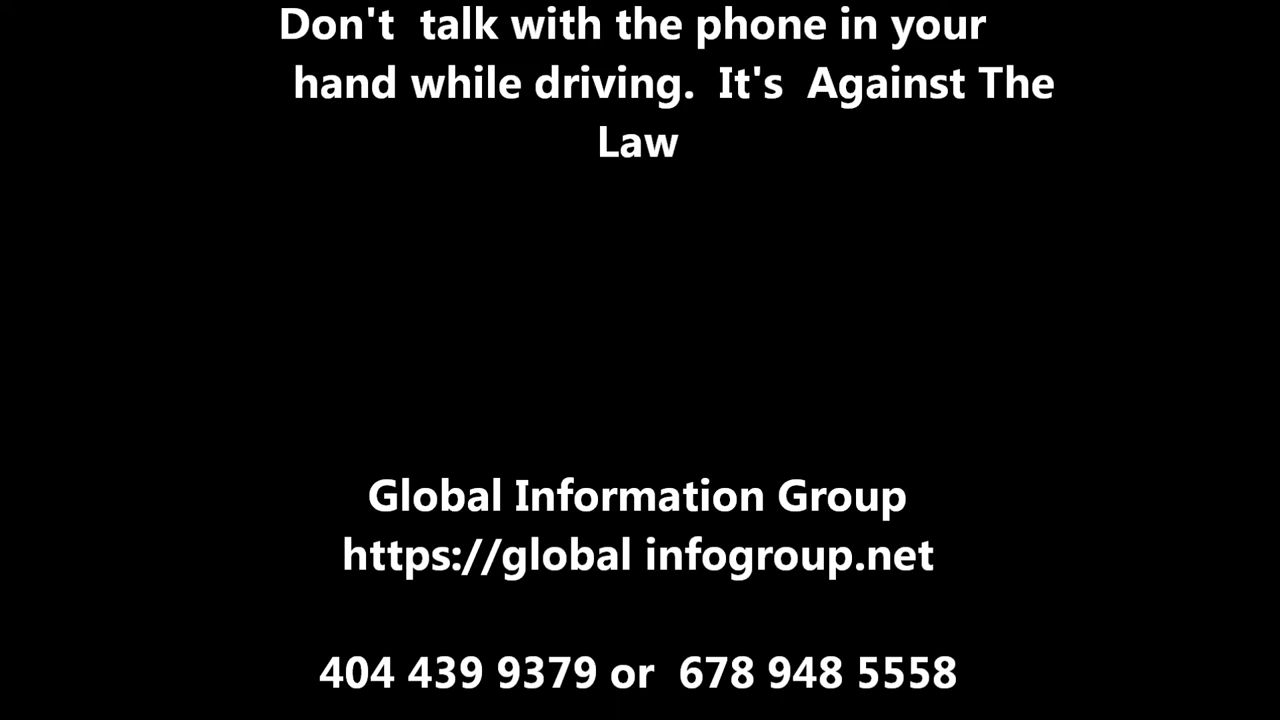 Don't  talk with the phone in your
hand while driving.  It's  Against The
Law
Global Information Group
https://global infogroup.net
404 439 9379 or  678 948 5558